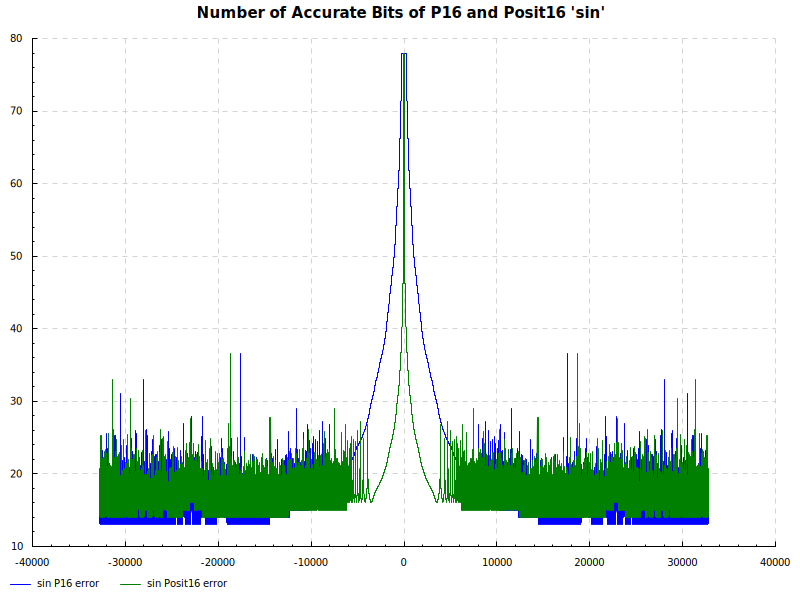 Number of Accurate Bits of P16 and Posit16 'sin'
80
70
60
50
40
30
20
10
-40000 -30000 -20000 -10000 0 10000 20000 30000 40000
sin P16 error sin Posit16 error